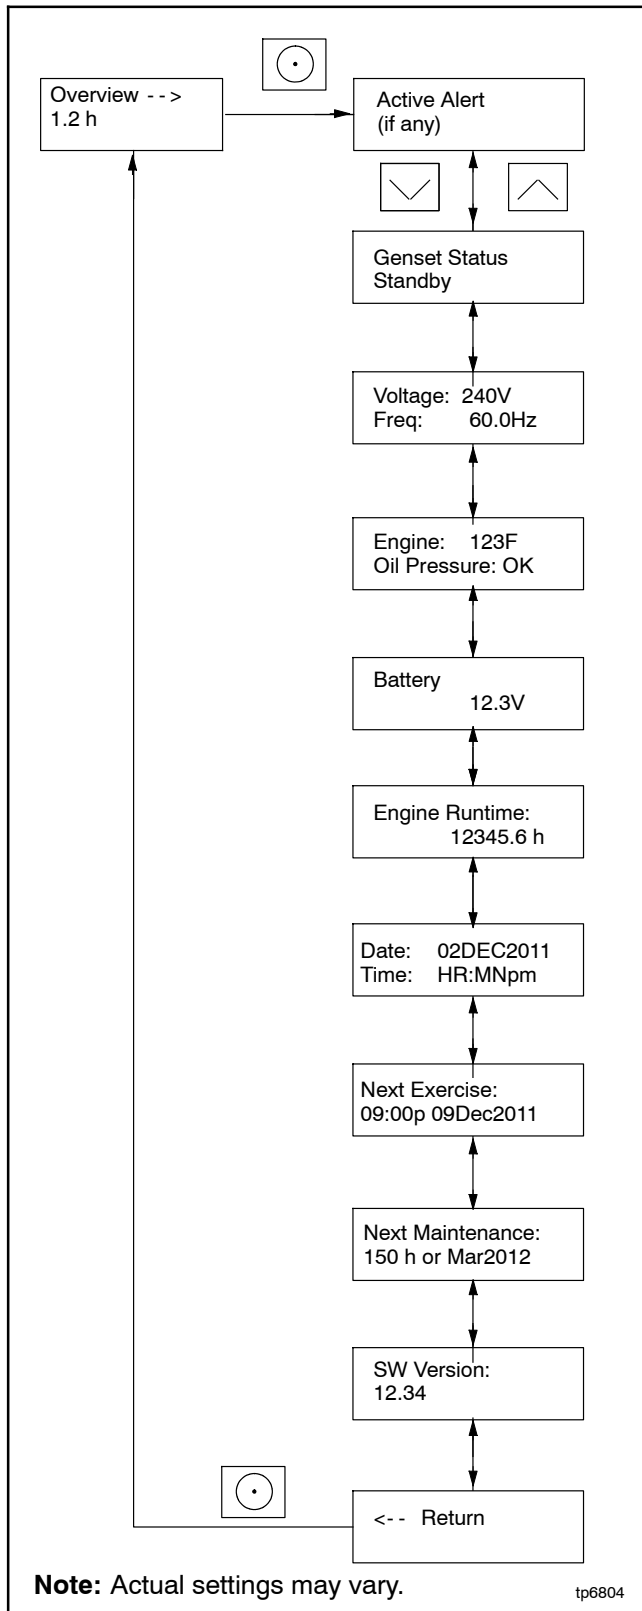 Overview - ->
1.2 h
Active Alert
(if any)
Genset Status
Standby
Voltage: 240V
Freq: 60.0Hz
Engine: 123F
Oil Pressure: OK
Battery
12.3V
Engine Runtime:
12345.6 h
Date: 02DEC2011
Time: HR:MNpm
Next Exercise:
09:00p 09Dec2011
Next Maintenance:
150 h or Mar2012
SW Version:
12.34
<- - Return
Note: Actual settings may vary.
tp6804